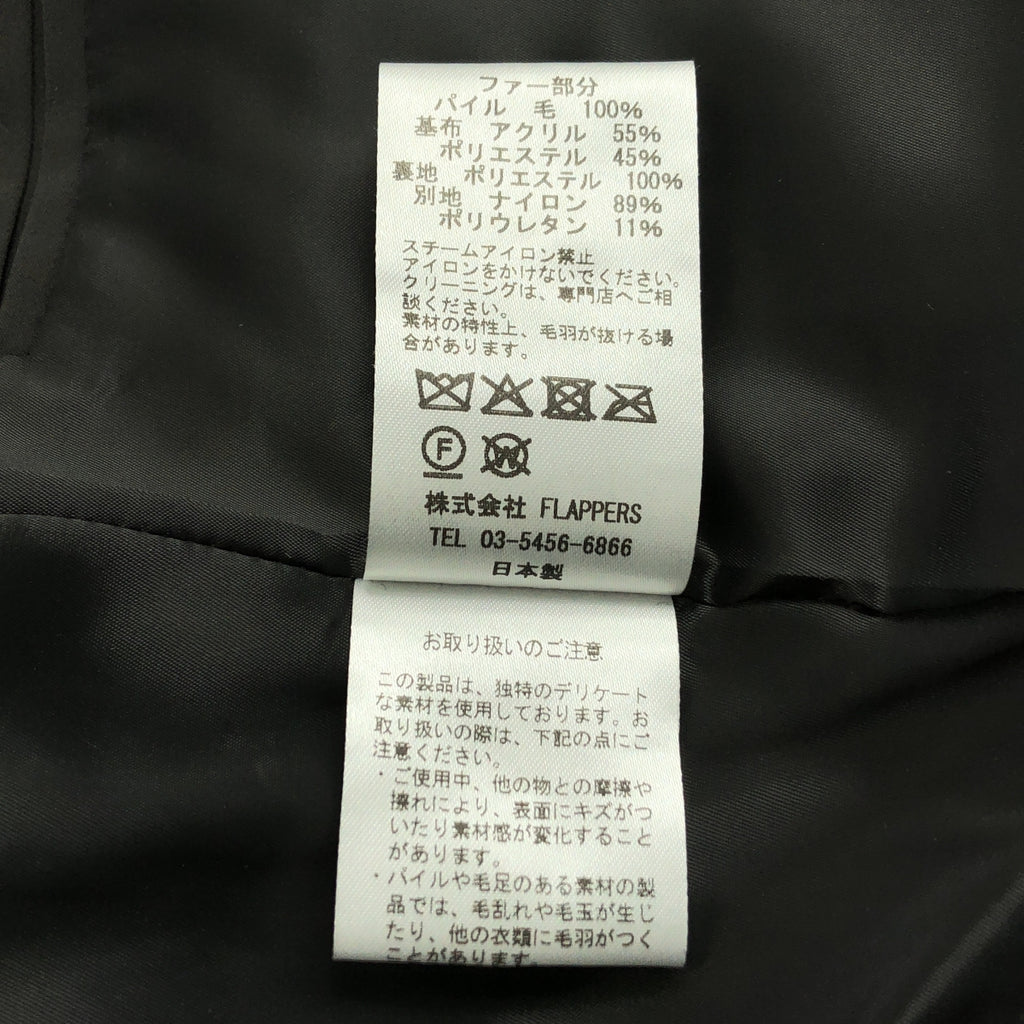 ファー部分
パイル 毛 100%
基布 アクリル 55%
ポリエステル 45%
裏地 ポリエステル 100%
別地 ナイロン 89%
ポリウレタン 11%
スチームアイロン禁止
アイロンをかけないでください。
クリーニングは、専門店へご相
談ください。
素材の特性上、毛羽が抜ける場
合があります。
F W
株式会社 FLAPPERS
TEL 03-5456-6866
日本製
お取り扱いのご注意
この製品は、独特のデリケート
な素材を使用しております。お
取り扱いの際は、下記の点にご
注意ください。
・ご使用中、他の物との摩擦や
擦れにより、表面にキズがつ
いたり素材感が変化すること
があります。
・パイルや毛足のある素材の製
品では、毛乱れや毛玉が生じ
たり、他の衣類に毛羽がつく
ことがあります。